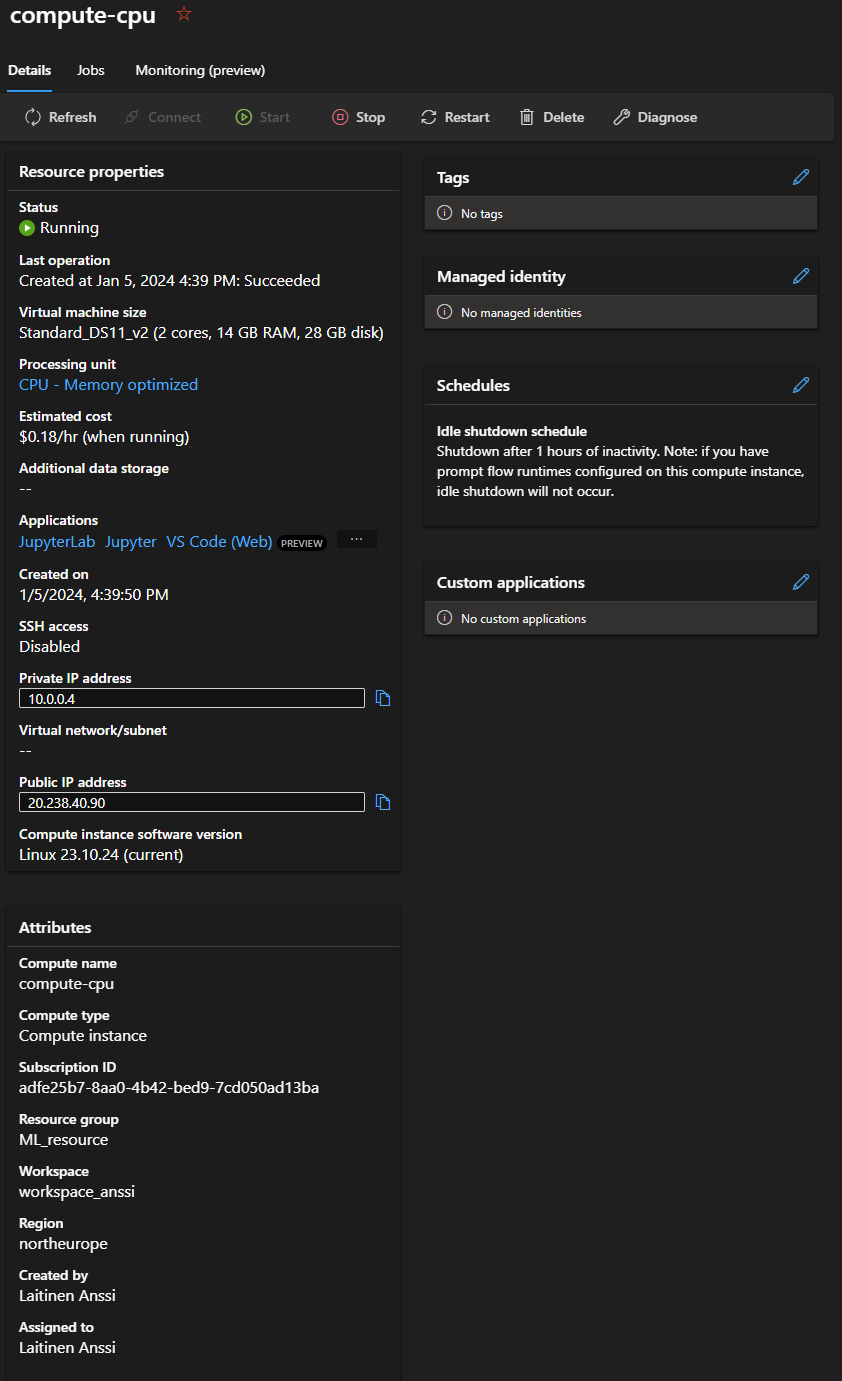 compute-cpu
Details Jobs Monitoring (preview)
Refresh Connect Start Stop Restart Delete Diagnose
Resource properties
Status
Running
Last operation
Created at Jan 5, 2024 4:39 PM: Succeeded
Virtual machine size
Standard_DS11_v2 (2 cores, 14 GB RAM, 28 GB disk)
Processing unit
CPU - Memory optimized
Estimated cost
$0.18/hr (when running)
Additional data storage
--
Applications
JupyterLab Jupyter VS Code (Web) PREVIEW ...
Created on
1/5/2024, 4:39:50 PM
SSH access
Disabled
Private IP address
10.0.0.4
Virtual network/subnet
--
Public IP address
20.238.40.90
Compute instance software version
Linux 23.10.24 (current)
Attributes
Compute name
compute-cpu
Compute type
Compute instance
Subscription ID
adfe25b7-8aa0-4b42-bed9-7cd050ad13ba
Resource group
ML_resource
Workspace
workspace_anssi
Region
northeurope
Created by
Laitinen Anssi
Assigned to
Laitinen Anssi
Tags
No tags
Managed identity
No managed identities
Schedules
Idle shutdown schedule
Shutdown after 1 hours of inactivity. Note: if you have
prompt flow runtimes configured on this compute instance,
idle shutdown will not occur.
Custom applications
No custom applications